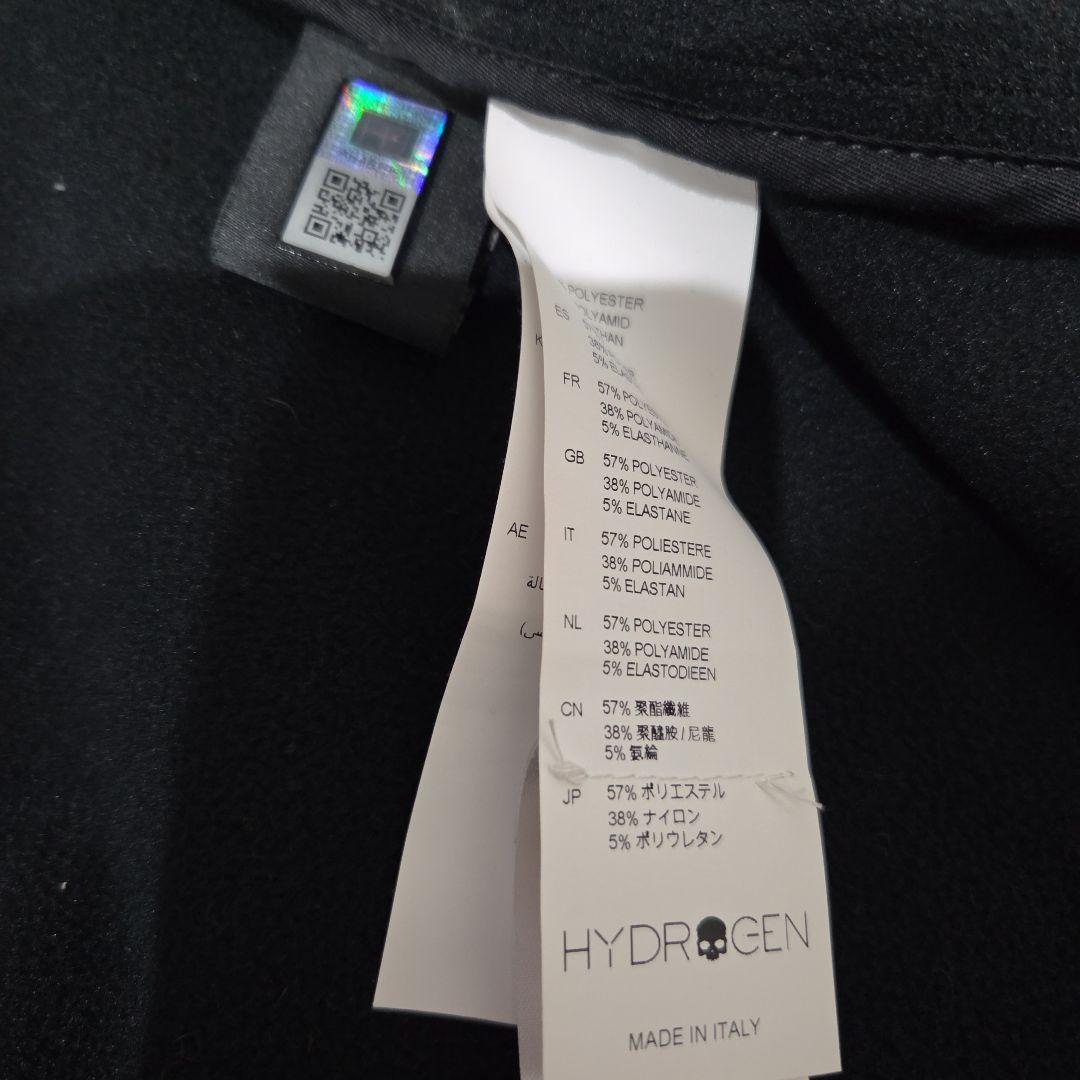 POLYESTER
POLYAMID
ES
38%
5%
FR 57%
38% POLYAMIDE
5% ELASTHANNE
GB 57% POLYESTER
38% POLYAMIDE
5% ELASTANE
IT 57% POLIESTERE
38% POLIAMMIDE
5% ELASTAN
NL 57% POLYESTER
38% POLYAMIDE
5% ELASTODIEEN
CN 57% 聚酯纖維
38% 聚醯胺/尼龍
5% 氨綸
JP 57% ポリエステル
38% ナイロン
5% ポリウレタン
HYDROGEN
MADE IN ITALY
K
AE